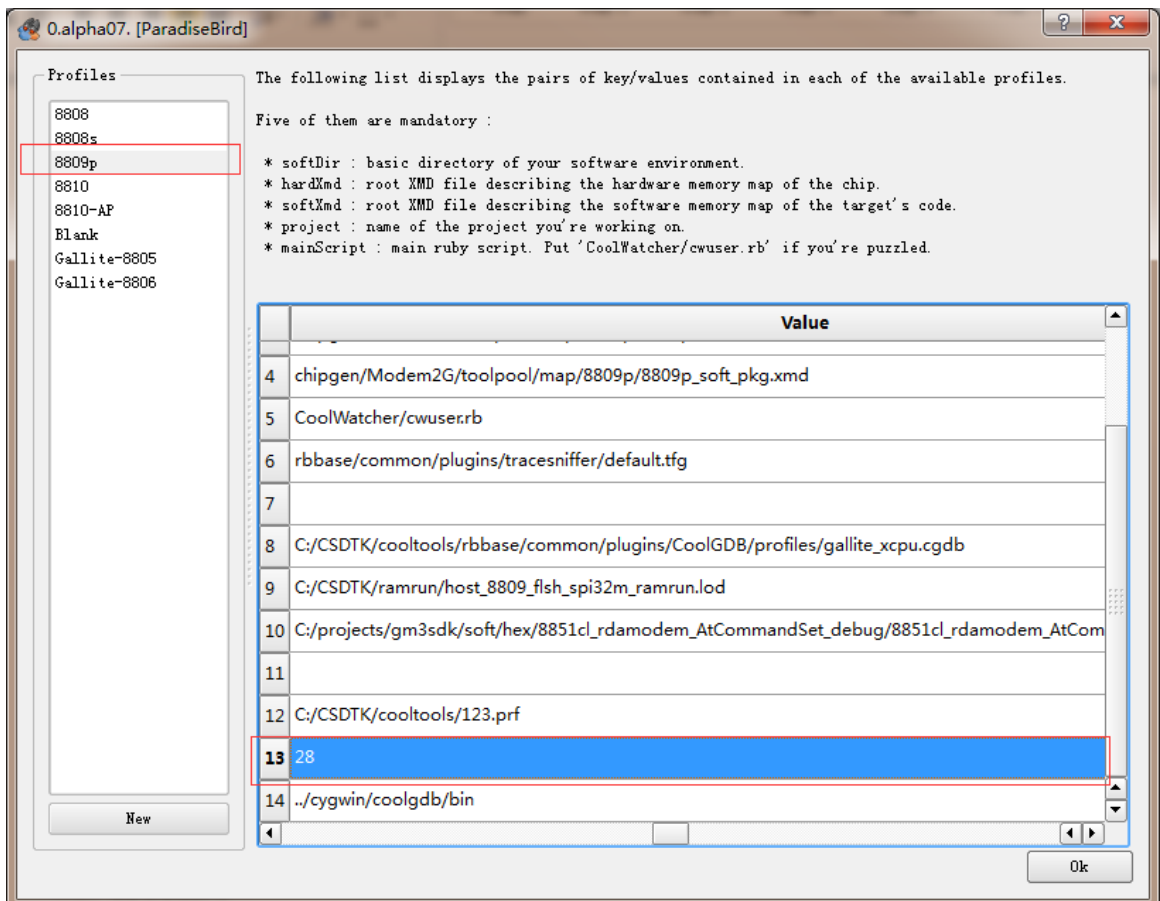 0.alpha07. [ParadiseBird]
Profiles
8808
8808s
8809p
8810
8810-AP
Blank
Gallite-8805
Gallite-8806
New
The following list displays the pairs of key/values contained in each of the available profiles.
Five of them are mandatory :
* softDir : basic directory of your software environment.
* hardXmd : root XMD file describing the hardware memory map of the chip.
* softXmd : root XMD file describing the software memory map of the target's code.
* project : name of the project you're working on.
* mainScript : main ruby script. Put 'CoolWatcher/cwuser.rb' if you're puzzled.
Value
4 chipgen/Modem2G/toolpool/map/8809p/8809p_soft_pkg.xmd
5 CoolWatcher/cwuser.rb
6 rbbase/common/plugins/tracesniffer/default.tfg
7
8 C:/CSDTK/cooltools/rbbase/common/plugins/CoolGDB/profiles/gallite_xcpu.cgdb
9 C:/CSDTK/ramrun/host_8809_flsh_spi32m_ramrun.lod
10 C:/projects/gm3sdk/soft/hex/8851cl_rdamodem_AtCommandSet_debug/8851cl_rdamodem_AtCom
11
12 C:/CSDTK/cooltools/123.prf
13 28
14 ../cygwin/coolgdb/bin
Ok